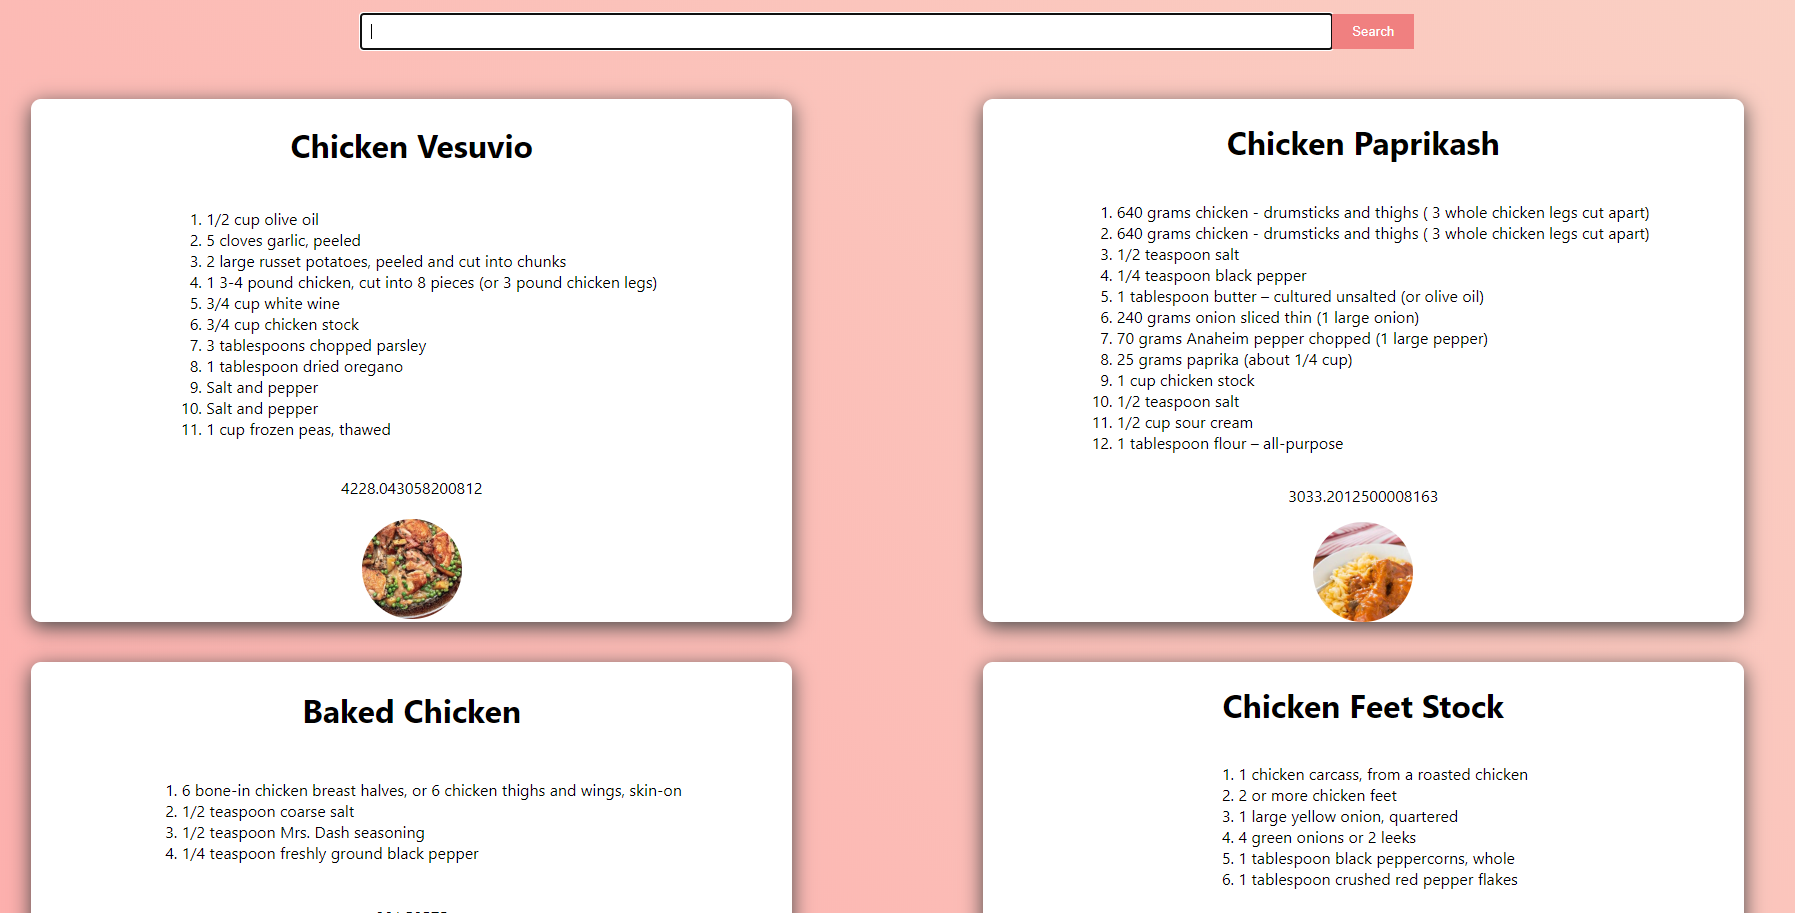 Search
Chicken Vesuvio
1. 1/2 cup olive oil
2. 5 cloves garlic, peeled
3. 2 large russet potatoes, peeled and cut into chunks
4. 1 3-4 pound chicken, cut into 8 pieces (or 3 pound chicken legs)
5. 3/4 cup white wine
6. 3/4 cup chicken stock
7. 3 tablespoons chopped parsley
8. 1 tablespoon dried oregano
9. Salt and pepper
10. Salt and pepper
11. 1 cup frozen peas, thawed
4228.043058200812
Chicken Paprikash
1. 640 grams chicken - drumsticks and thighs ( 3 whole chicken legs cut apart)
2. 640 grams chicken - drumsticks and thighs ( 3 whole chicken legs cut apart)
3. 1/2 teaspoon salt
4. 1/4 teaspoon black pepper
5. 1 tablespoon butter – cultured unsalted (or olive oil)
6. 240 grams onion sliced thin (1 large onion)
7. 70 grams Anaheim pepper chopped (1 large pepper)
8. 25 grams paprika (about 1/4 cup)
9. 1 cup chicken stock
10. 1/2 teaspoon salt
11. 1/2 cup sour cream
12. 1 tablespoon flour – all-purpose
3033.2012500008163
Baked Chicken
1. 6 bone-in chicken breast halves, or 6 chicken thighs and wings, skin-on
2. 1/2 teaspoon coarse salt
3. 1/2 teaspoon Mrs. Dash seasoning
4. 1/4 teaspoon freshly ground black pepper
Chicken Feet Stock
1. 1 chicken carcass, from a roasted chicken
2. 2 or more chicken feet
3. 1 large yellow onion, quartered
4. 4 green onions or 2 leeks
5. 1 tablespoon black peppercorns, whole
6. 1 tablespoon crushed red pepper flakes